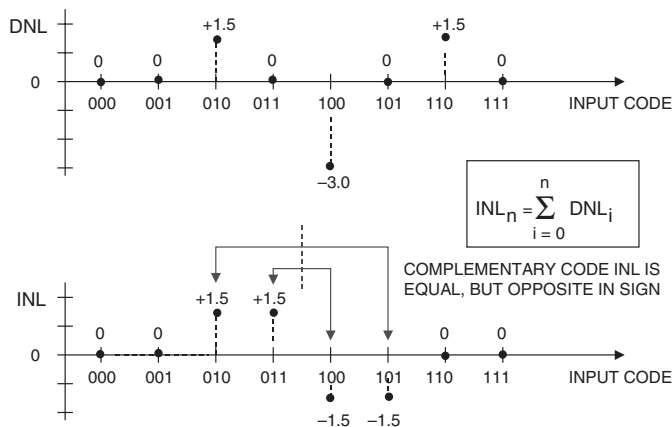 +1.5 +1.5
DNL
0 0 0 0 0
0
000 001 010 011 100 101 110 111 INPUT CODE
–3.0
n
INLn = Σ DNLi
i = 0
COMPLEMENTARY CODE INL IS
EQUAL, BUT OPPOSITE IN SIGN
INL
+1.5 +1.5
0 0 0 0
0
000 001 010 011 100 101 110 111 INPUT CODE
–1.5 –1.5